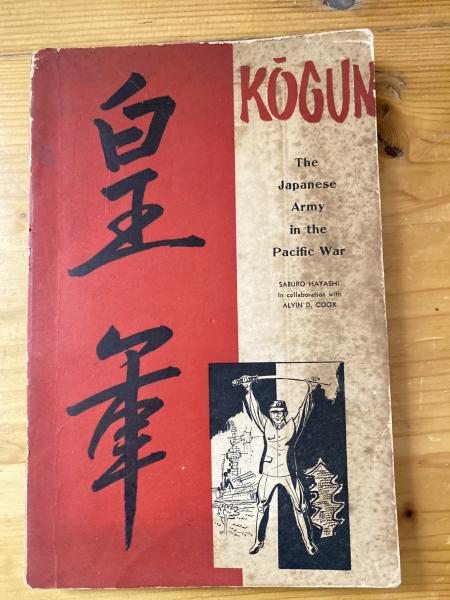 皇軍
KŌGUN
The
Japanese
Army
in the
Pacific War
SABURO HAYASHI
In collaboration with
ALVIN D. COOX